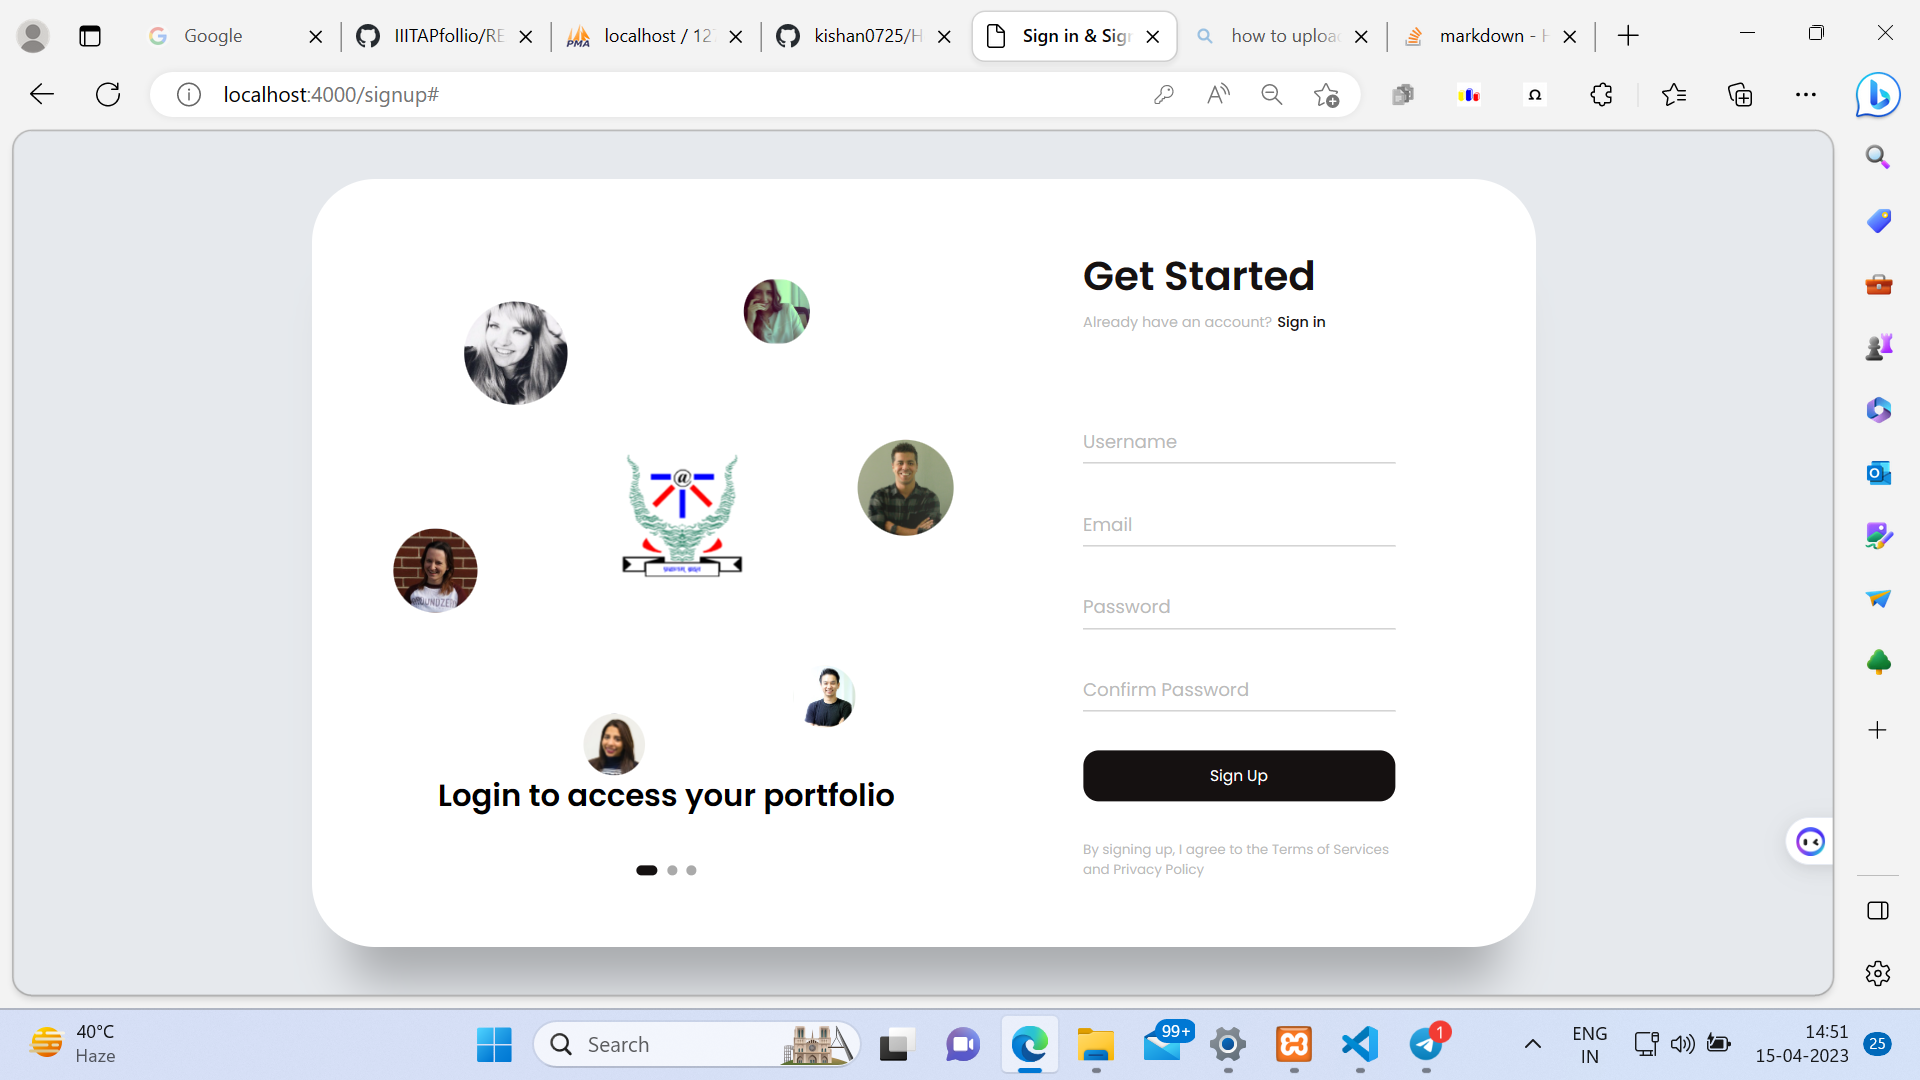 Google
IIITAPfollio/RE
PMA
localhost / 127
kishan0725/H
Sign in & Sign
how to upload
markdown - H
localhost:4000/signup#
Get Started
Already have an account? Sign in
Username
Email
Password
Confirm Password
Sign Up
By signing up, I agree to the Terms of Services
and Privacy Policy
@
Login to access your portfolio
40°C
Haze
Search
99+
1
ENG
IN
14:51
15-04-2023
25